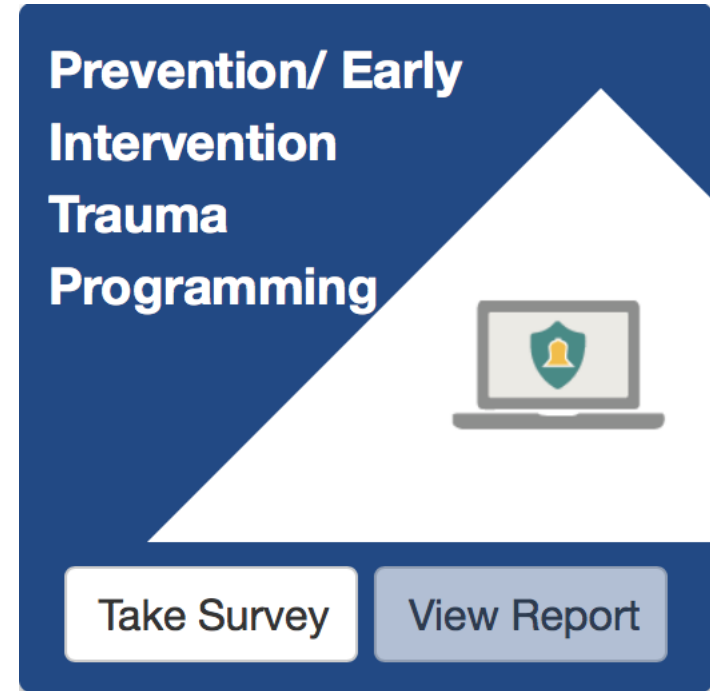 Prevention/ Early
Intervention
Trauma
Programming
Take Survey
View Report